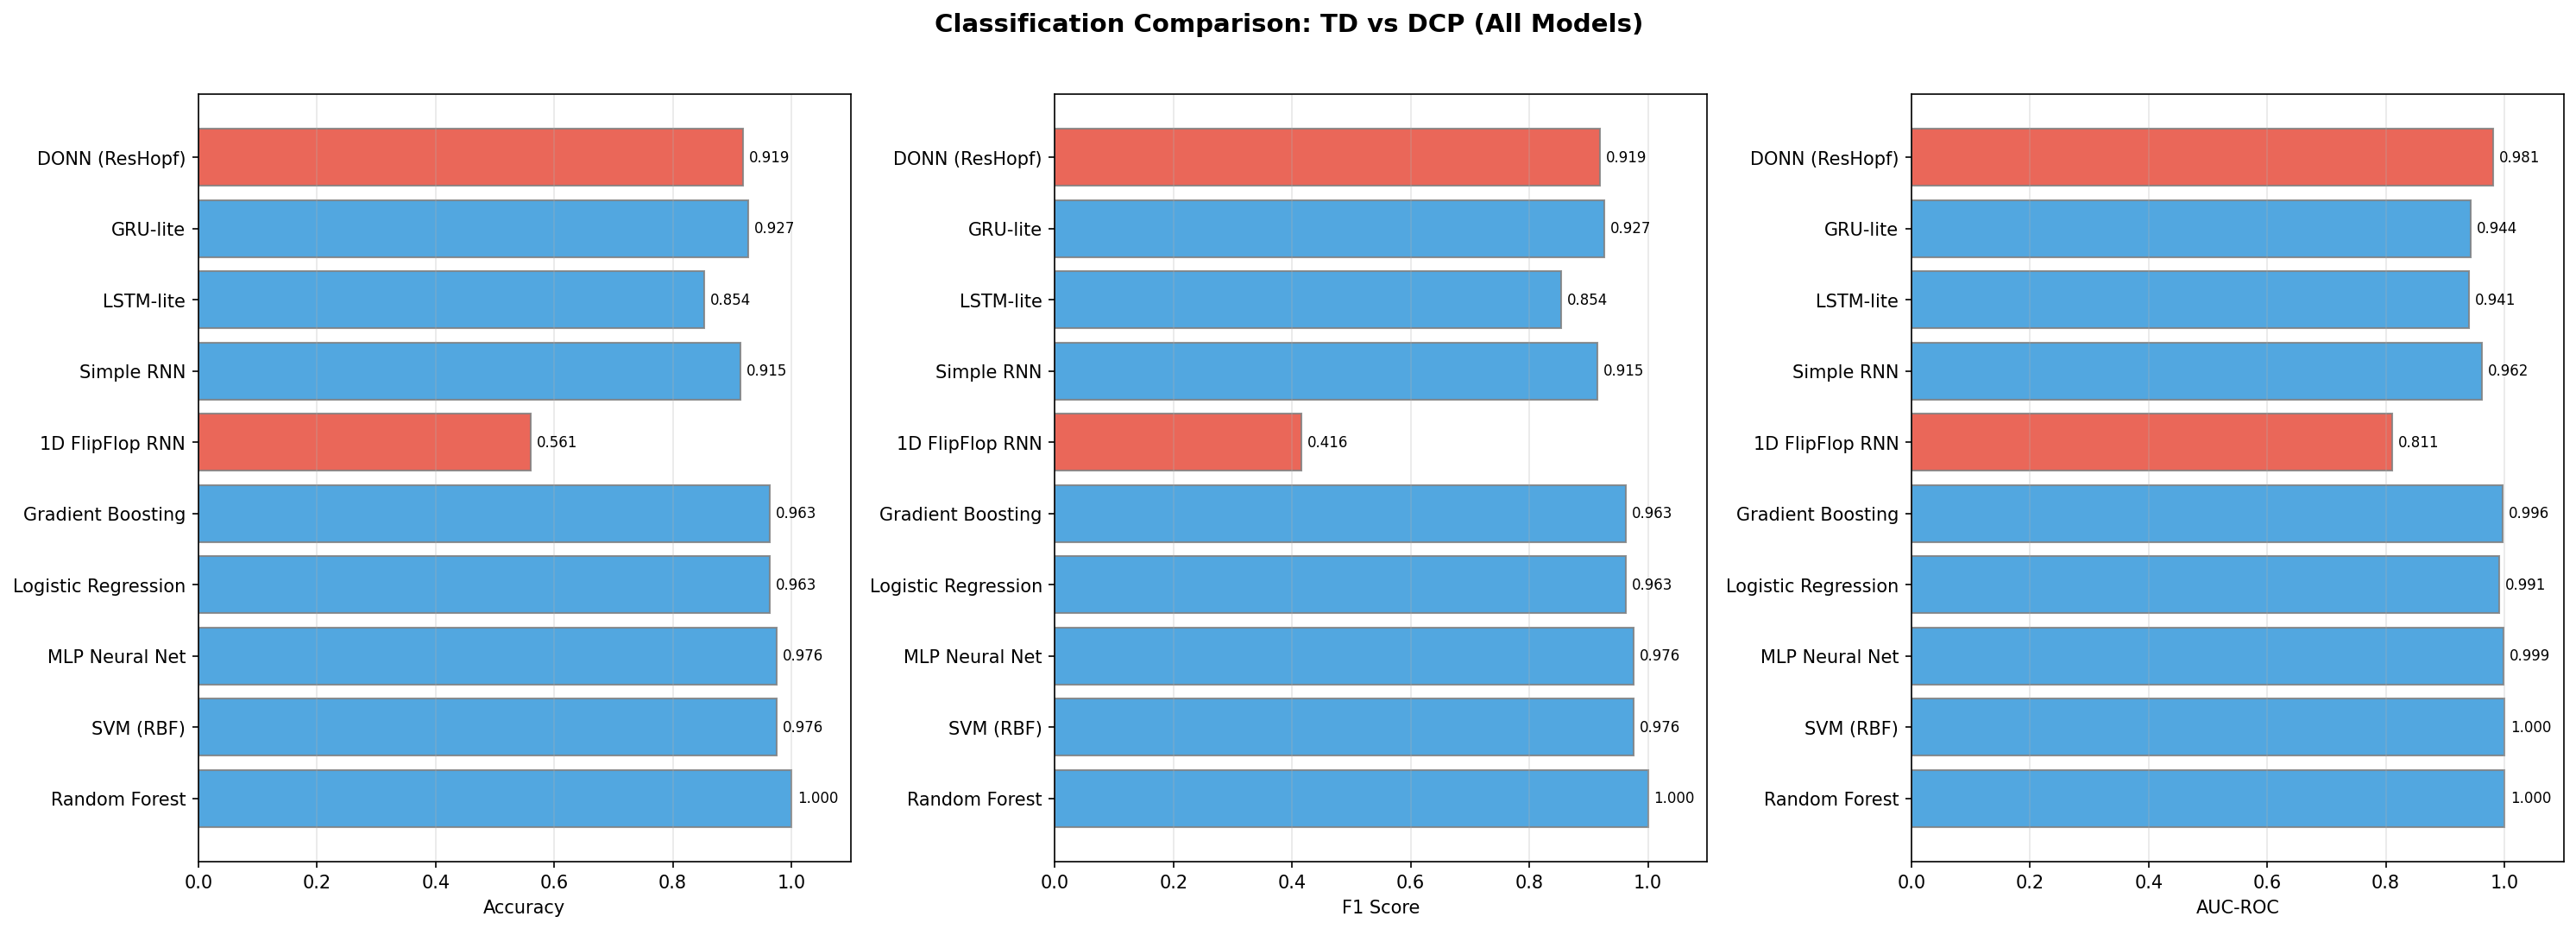 Classification Comparison: TD vs DCP (All Models)
DONN (ResHopf)
0.919
GRU-lite
0.927
LSTM-lite
0.854
Simple RNN
0.915
1D FlipFlop RNN
0.561
Gradient Boosting
0.963
Logistic Regression
0.963
MLP Neural Net
0.976
SVM (RBF)
0.976
Random Forest
1.000
0.0 0.2 0.4 0.6 0.8 1.0
Accuracy
DONN (ResHopf)
0.919
GRU-lite
0.927
LSTM-lite
0.854
Simple RNN
0.915
1D FlipFlop RNN
0.416
Gradient Boosting
0.963
Logistic Regression
0.963
MLP Neural Net
0.976
SVM (RBF)
0.976
Random Forest
1.000
0.0 0.2 0.4 0.6 0.8 1.0
F1 Score
DONN (ResHopf)
0.981
GRU-lite
0.944
LSTM-lite
0.941
Simple RNN
0.962
1D FlipFlop RNN
0.811
Gradient Boosting
0.996
Logistic Regression
0.991
MLP Neural Net
0.999
SVM (RBF)
1.000
Random Forest
1.000
0.0 0.2 0.4 0.6 0.8 1.0
AUC-ROC